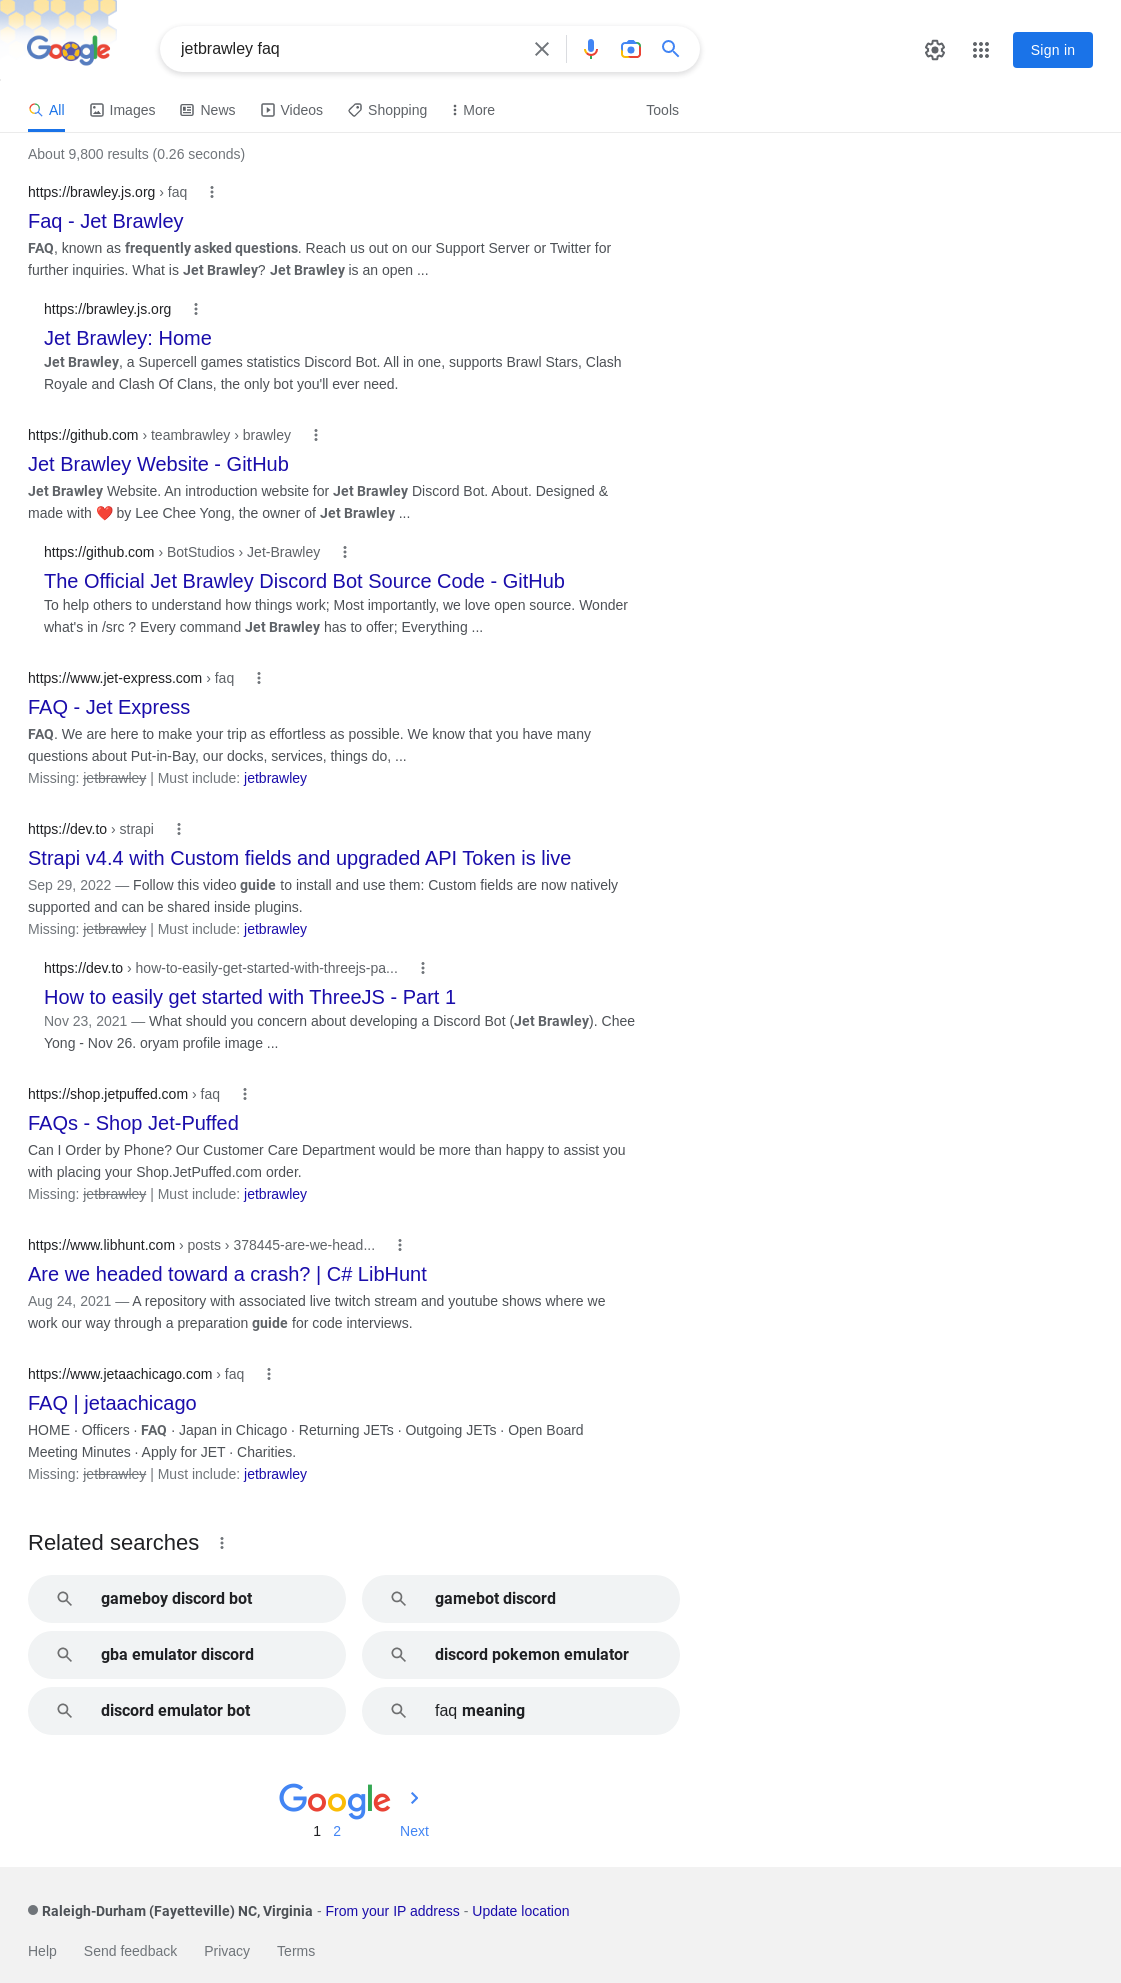 Google
jetbrawley faq
Sign in
All
Images
News
Videos
Shopping
More
Tools
About 9,800 results (0.26 seconds)
https://brawley.js.org › faq
Faq - Jet Brawley
FAQ, known as frequently asked questions. Reach us out on our Support Server or Twitter for
further inquiries. What is Jet Brawley? Jet Brawley is an open ...
https://brawley.js.org
Jet Brawley: Home
Jet Brawley, a Supercell games statistics Discord Bot. All in one, supports Brawl Stars, Clash
Royale and Clash Of Clans, the only bot you'll ever need.
https://github.com › teambrawley › brawley
Jet Brawley Website - GitHub
Jet Brawley Website. An introduction website for Jet Brawley Discord Bot. About. Designed &
made with ❤️ by Lee Chee Yong, the owner of Jet Brawley ...
https://github.com › BotStudios › Jet-Brawley
The Official Jet Brawley Discord Bot Source Code - GitHub
To help others to understand how things work; Most importantly, we love open source. Wonder
what's in /src ? Every command Jet Brawley has to offer; Everything ...
https://www.jet-express.com › faq
FAQ - Jet Express
FAQ. We are here to make your trip as effortless as possible. We know that you have many
questions about Put-in-Bay, our docks, services, things do, ...
Missing: jetbrawley | Must include: jetbrawley
https://dev.to › strapi
Strapi v4.4 with Custom fields and upgraded API Token is live
Sep 29, 2022 — Follow this video guide to install and use them: Custom fields are now natively
supported and can be shared inside plugins.
Missing: jetbrawley | Must include: jetbrawley
https://dev.to › how-to-easily-get-started-with-threejs-pa...
How to easily get started with ThreeJS - Part 1
Nov 23, 2021 — What should you concern about developing a Discord Bot (Jet Brawley). Chee
Yong - Nov 26. oryam profile image ...
https://shop.jetpuffed.com › faq
FAQs - Shop Jet-Puffed
Can I Order by Phone? Our Customer Care Department would be more than happy to assist you
with placing your Shop.JetPuffed.com order.
Missing: jetbrawley | Must include: jetbrawley
https://www.libhunt.com › posts › 378445-are-we-head...
Are we headed toward a crash? | C# LibHunt
Aug 24, 2021 — A repository with associated live twitch stream and youtube shows where we
work our way through a preparation guide for code interviews.
https://www.jetaachicago.com › faq
FAQ | jetaachicago
HOME · Officers · FAQ · Japan in Chicago · Returning JETs · Outgoing JETs · Open Board
Meeting Minutes · Apply for JET · Charities.
Missing: jetbrawley | Must include: jetbrawley
Related searches
gameboy discord bot
gamebot discord
gba emulator discord
discord pokemon emulator
discord emulator bot
faq meaning
Google
1 2 Next
Raleigh-Durham (Fayetteville) NC, Virginia - From your IP address - Update location
Help Send feedback Privacy Terms